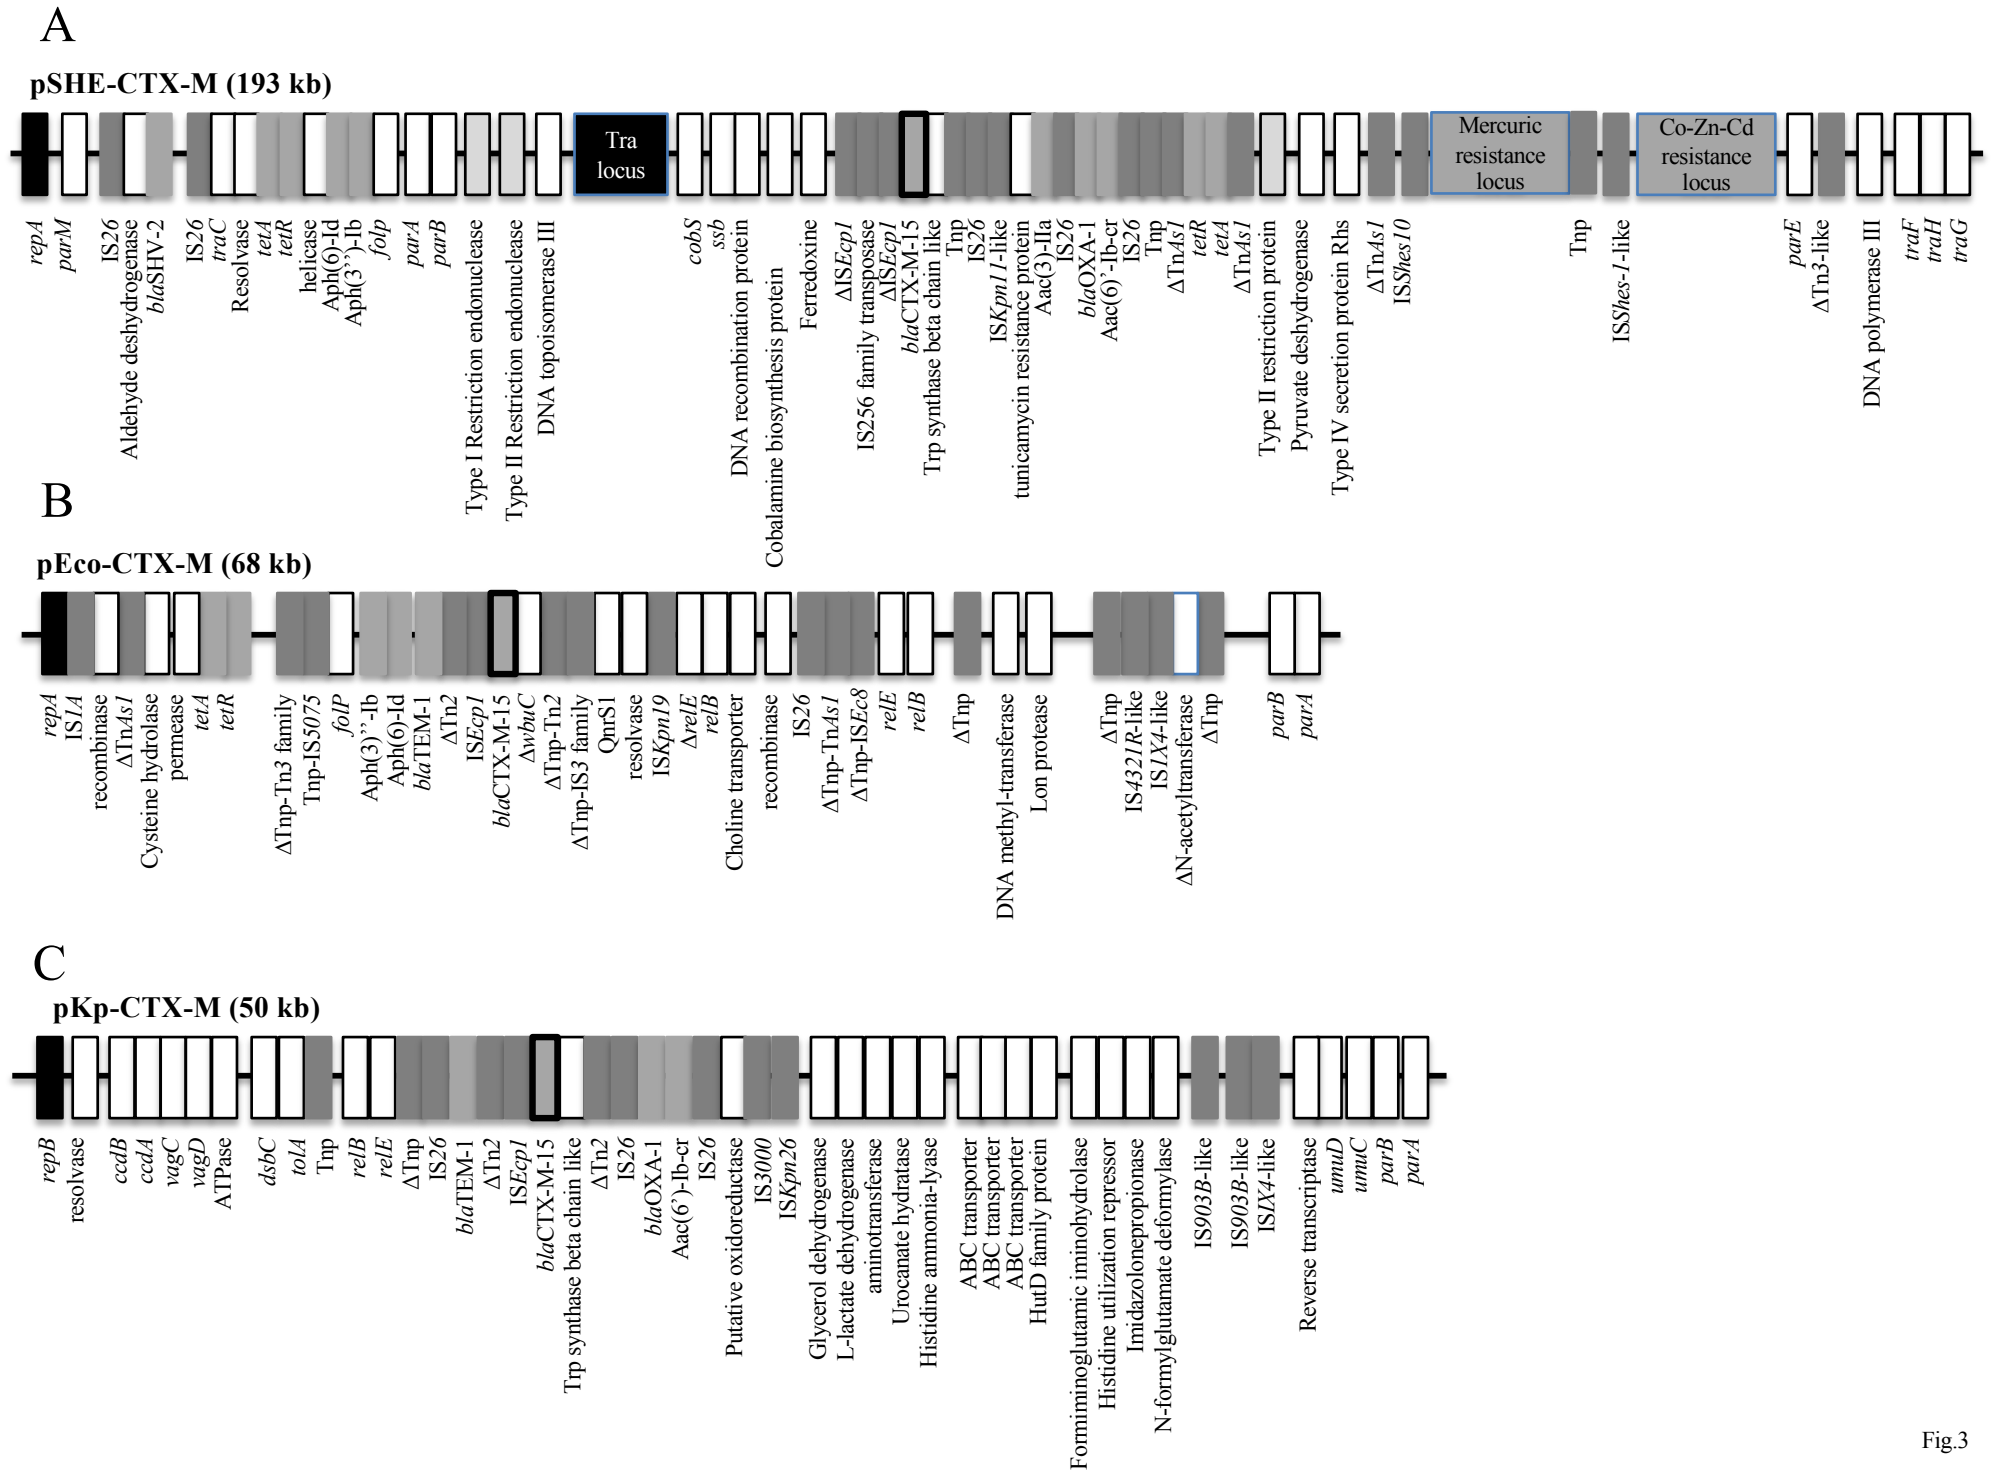 A
pSHE-CTX-M (193 kb)
Tra
locus
Mercuric
resistance
locus
Co-Zn-Cd
resistance
locus
repA
parM
IS26
Aldehyde deshydrogenase
blaSHV-2
IS26
traC
Resolvase
tetA
tetR
helicase
Aph(6)-Id
Aph(3’’)-Ib
folp
parA
parB
Type I Restriction endonuclease
Type II Restriction endonuclease
DNA topoisomerase III
cobS
ssb
DNA recombination protein
Cobalamine biosynthesis protein
Ferredoxine
ΔISEcp1
IS256 family transposase
ΔISEcp1
blaCTX-M-15
Trp synthase beta chain like
Tnp
IS26
ISKpn11-like
tunicamycin resistance protein
Aac(3)-IIa
IS26
blaOXA-1
Aac(6)’-Ib-cr
IS26
Tnp
ΔTnAs1
tetR
tetA
ΔTnAs1
Type II restriction protein
Pyruvate deshydrogenase
Type IV secretion protein Rhs
ΔTnAs1
ISShes10
Tnp
ISShes-1-like
parE
ΔTn3-like
DNA polymerase III
traF
traH
traG
B
pEco-CTX-M (68 kb)
repA
IS1A
recombinase
ΔTnAs1
Cysteine hydrolase
permease
tetA
tetR
ΔTnp-Tn3 family
Tnp-IS5075
folP
Aph(3)’’-Ib
Aph(6)-Id
blaTEM-1
ΔTn2
ISEcp1
blaCTX-M-15
ΔwbuC
ΔTnp-Tn2
ΔTnp-IS3 family
QnrS1
resolvase
ISKpn19
ΔrelE
relB
Choline transporter
recombinase
IS26
ΔTnp-TnAs1
ΔTnp-ISEc8
relE
relB
ΔTnp
DNA methyl-transferase
Lon protease
ΔTnp
IS4321R-like
IS1X4-like
ΔN-acetyltransferase
ΔTnp
parB
parA
C
pKp-CTX-M (50 kb)
repB
resolvase
ccdB
ccdA
vagC
vagD
ATPase
dsbC
tolA
Tnp
relB
relE
ΔTnp
IS26
blaTEM-1
ΔTn2
ISEcp1
blaCTX-M-15
Trp synthase beta chain like
ΔTn2
IS26
blaOXA-1
Aac(6’)-Ib-cr
IS26
Putative oxidoreductase
IS3000
ISKpn26
Glycerol dehydrogenase
L-lactate dehydrogenase
aminotransferase
Urocanate hydratase
Histidine ammonia-lyase
ABC transporter
ABC transporter
ABC transporter
HutD family protein
Formiminoglutamic iminohydrolase
Histidine utilization repressor
Imidazolonepropionase
N-formylglutamate deformylase
IS903B-like
IS903B-like
IS1X4-like
Reverse transcriptase
umuD
umuC
parB
parA
Fig.3